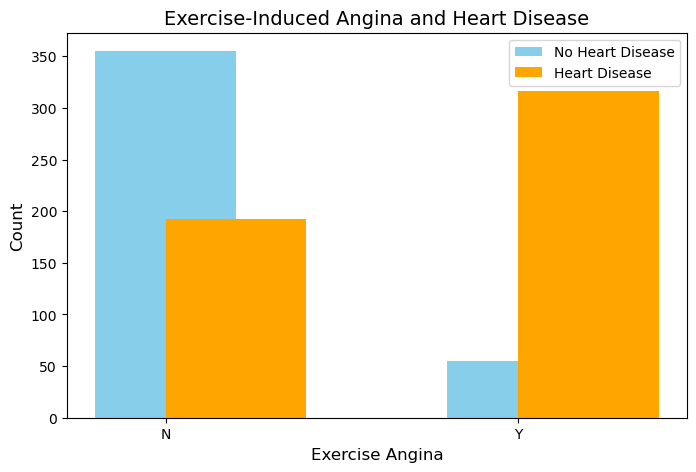 Exercise-Induced Angina and Heart Disease
No Heart Disease
Heart Disease
350
300
250
200
150
100
50
0
Count
N
Y
Exercise Angina